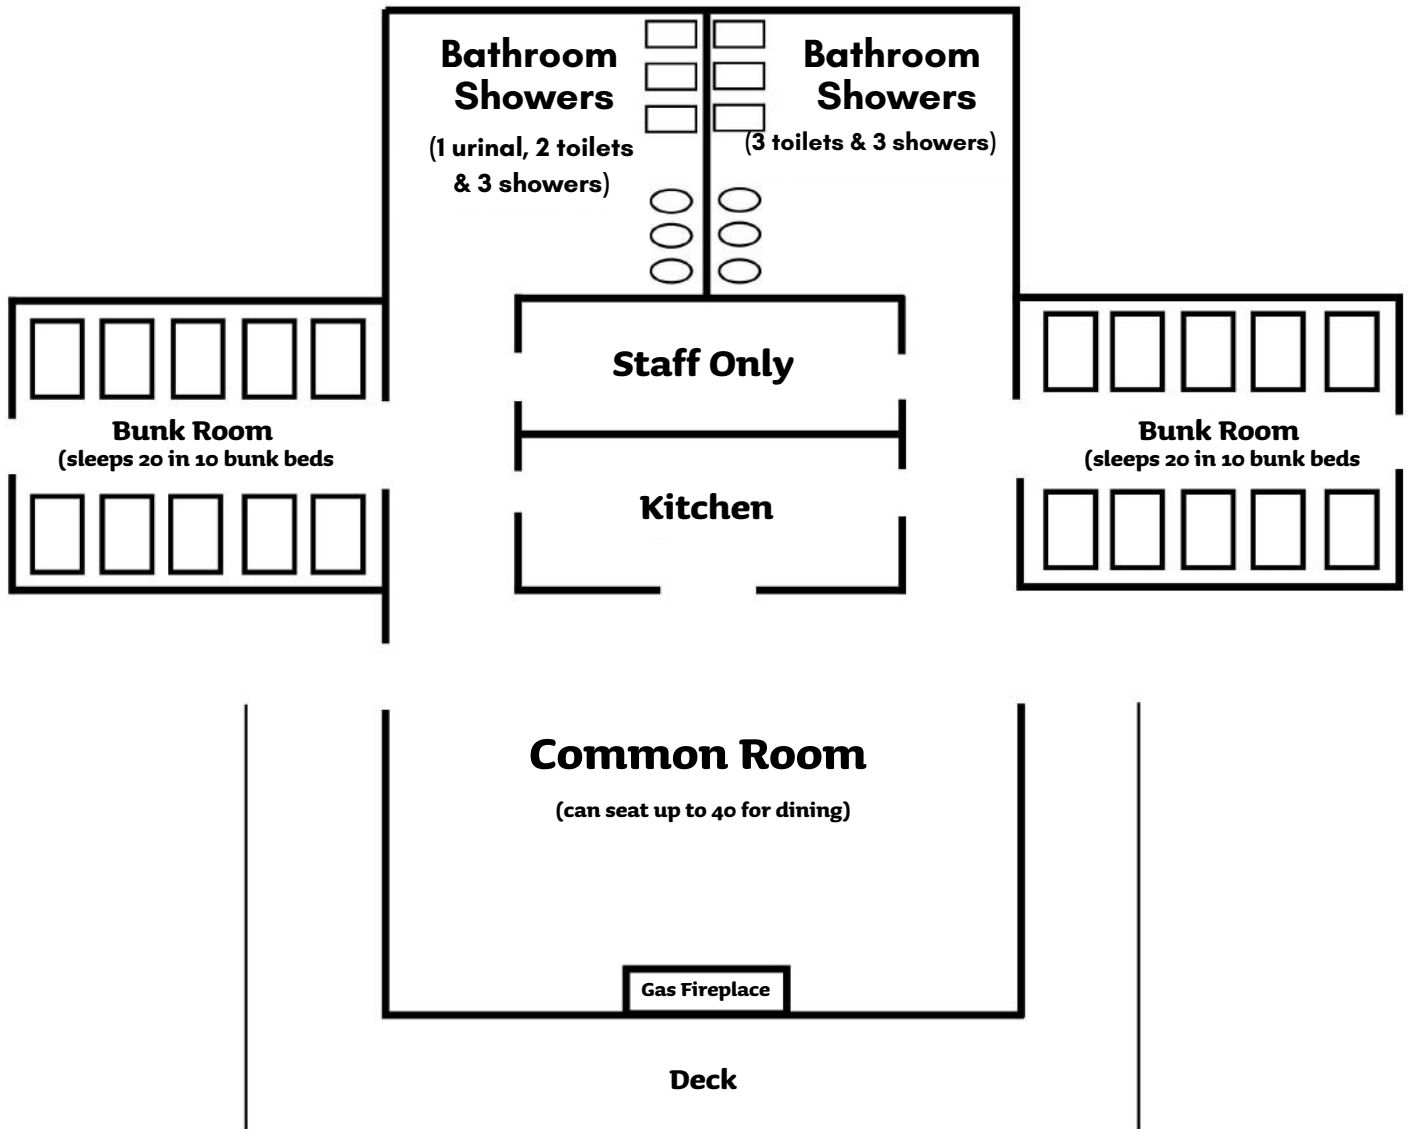 Bathroom
Showers
(1 urinal, 2 toilets
& 3 showers)
Bathroom
Showers
(3 toilets & 3 showers)
Staff Only
Bunk Room
(sleeps 20 in 10 bunk beds
Bunk Room
(sleeps 20 in 10 bunk beds
Kitchen
Common Room
(can seat up to 40 for dining)
Gas Fireplace
Deck